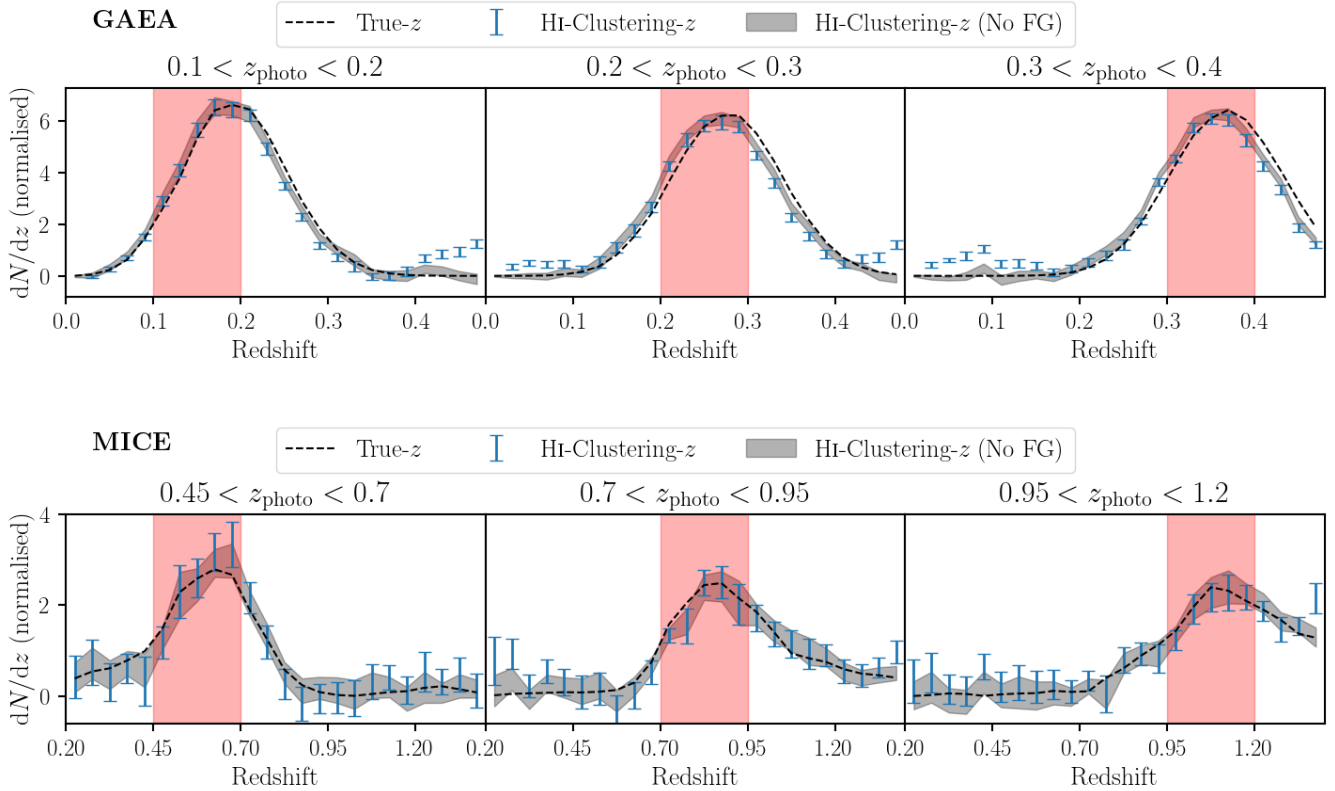 GAEA
True-z HI-Clustering-z HI-Clustering-z (No FG)
0.1 < z_photo < 0.2 0.2 < z_photo < 0.3 0.3 < z_photo < 0.4
dN/dz (normalised)
6
4
2
0
0.0 0.1 0.2 0.3 0.4 0.0 0.1 0.2 0.3 0.4 0.0 0.1 0.2 0.3 0.4
Redshift Redshift Redshift
MICE
True-z HI-Clustering-z HI-Clustering-z (No FG)
0.45 < z_photo < 0.7 0.7 < z_photo < 0.95 0.95 < z_photo < 1.2
dN/dz (normalised)
4
2
0
0.20 0.45 0.70 0.95 1.20 0.20 0.45 0.70 0.95 1.20 0.20 0.45 0.70 0.95 1.20
Redshift Redshift Redshift